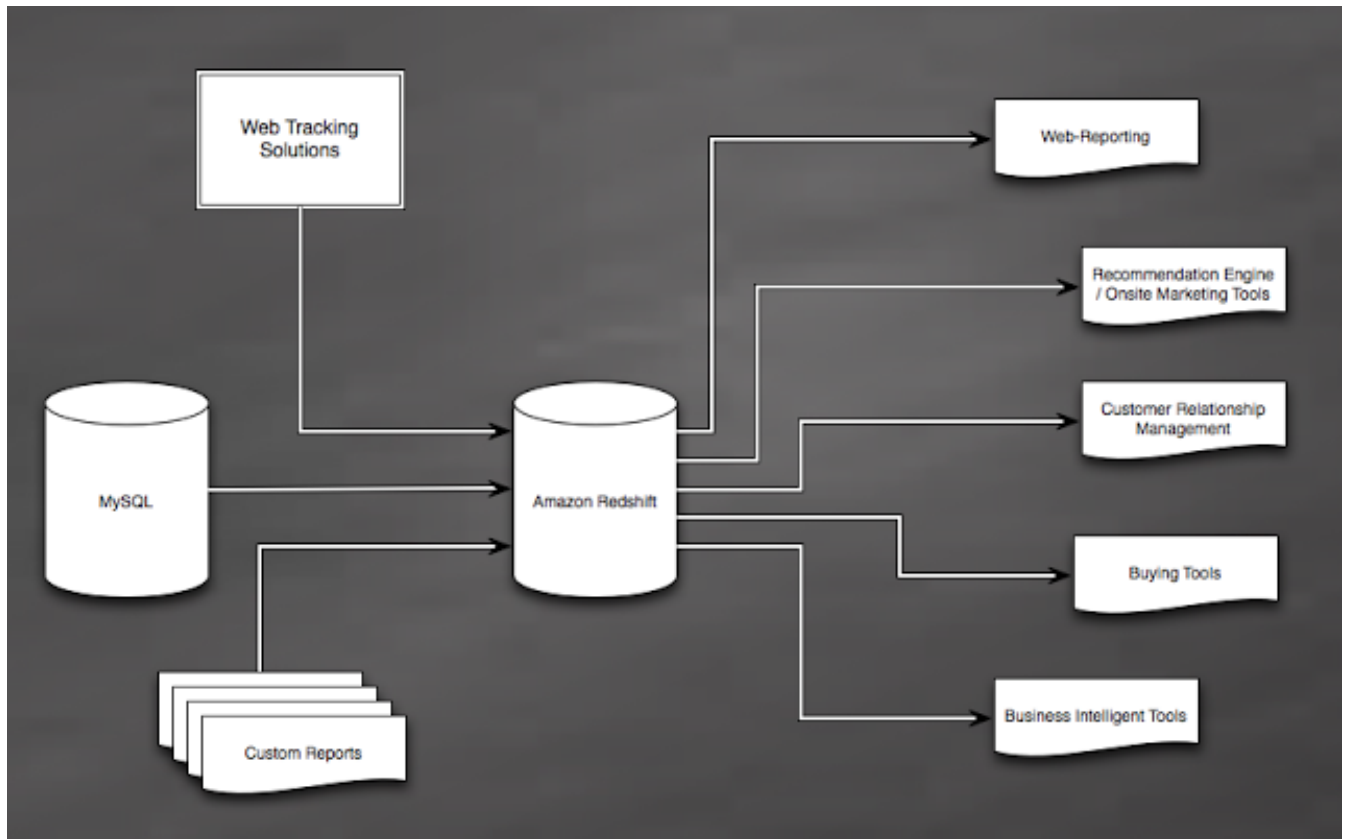 Web Tracking
Solutions
Web-Reporting
Recommendation Engine
/ Onsite Marketing Tools
Customer Relationship
Management
MySQL
Amazon Redshift
Buying Tools
Business Intelligent Tools
Custom Reports